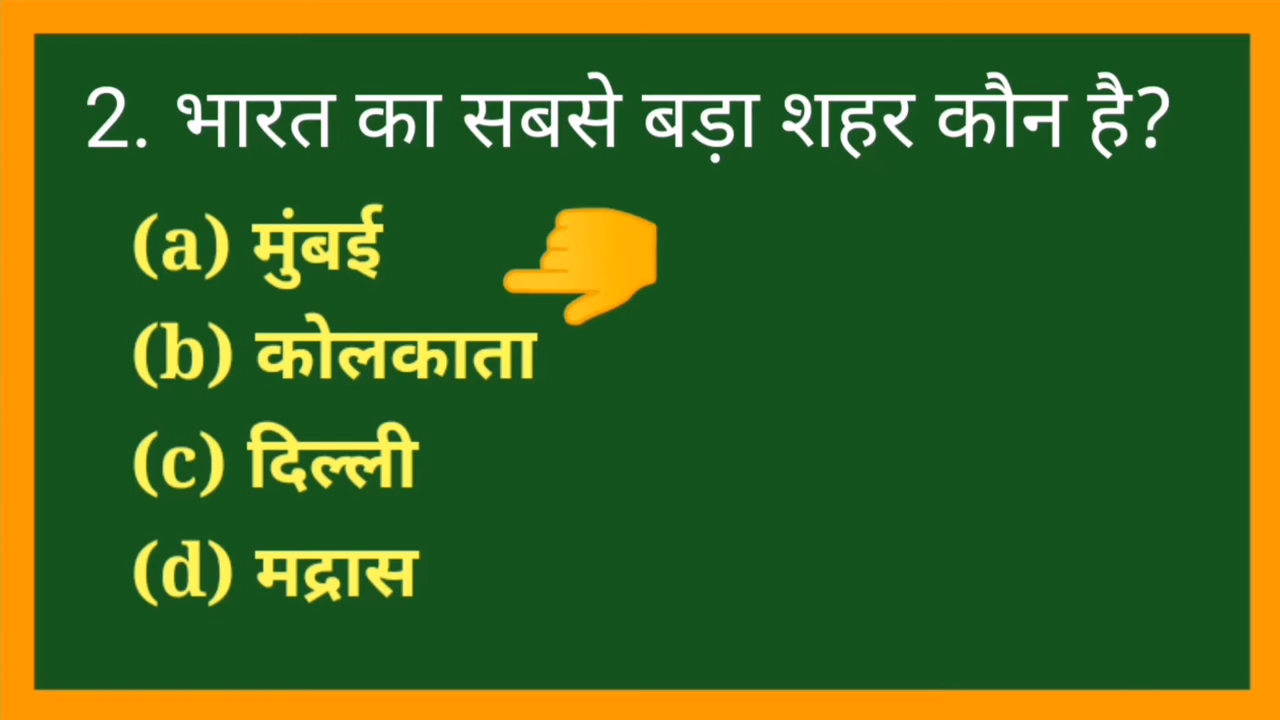 2. भारत का सबसे बड़ा शहर कौन है?
(a) मुंबई
(b) कोलकाता
(c) दिल्ली
(d) मद्रास